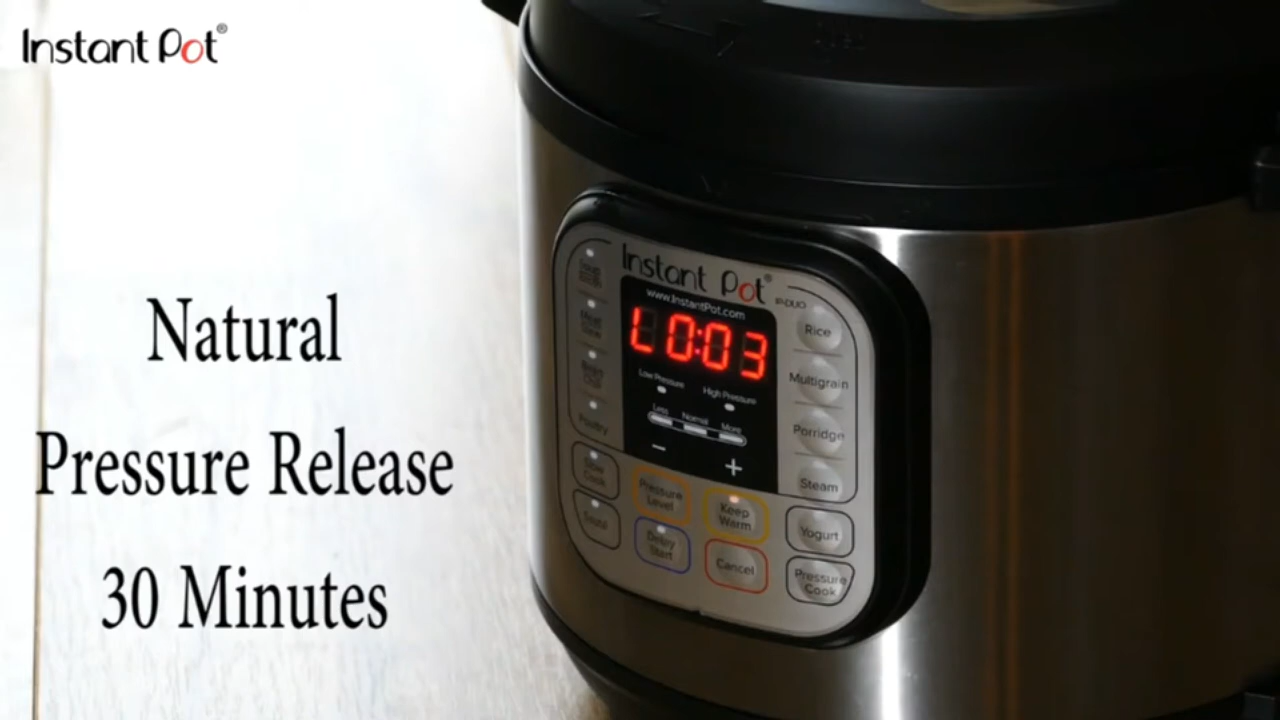 Instant Pot®
Natural
Pressure Release
30 Minutes
Instant Pot®
IP-DUO
www.InstantPot.com
L0:03
Low Pressure
High Pressure
Less Normal More
− +
Rice
Multigrain
Porridge
Steam
Poultry
Slow
Cook
Sauté
Pressure
Level
Keep
Warm
Yogurt
Delay
Start
Cancel
Pressure
Cook